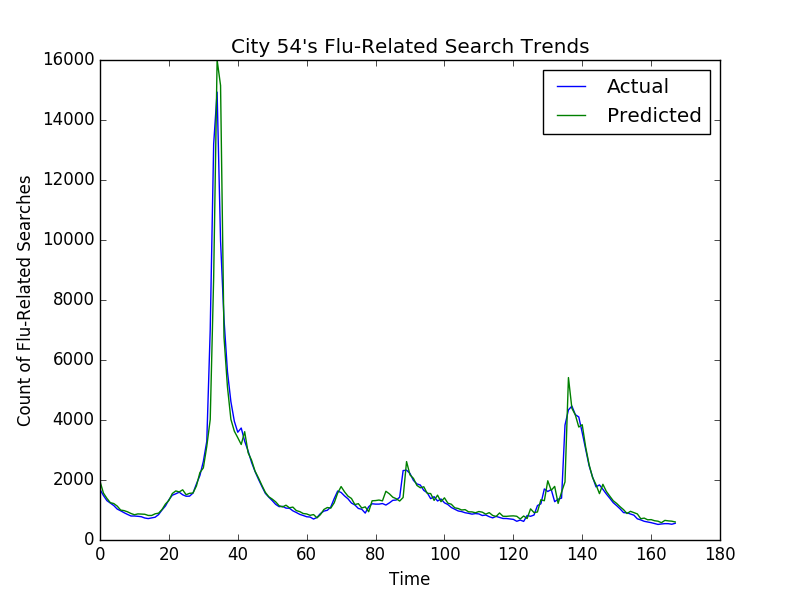 City 54's Flu-Related Search Trends
16000
14000
12000
10000
8000
6000
4000
2000
0
Count of Flu-Related Searches
Actual
Predicted
0 20 40 60 80 100 120 140 160 180
Time